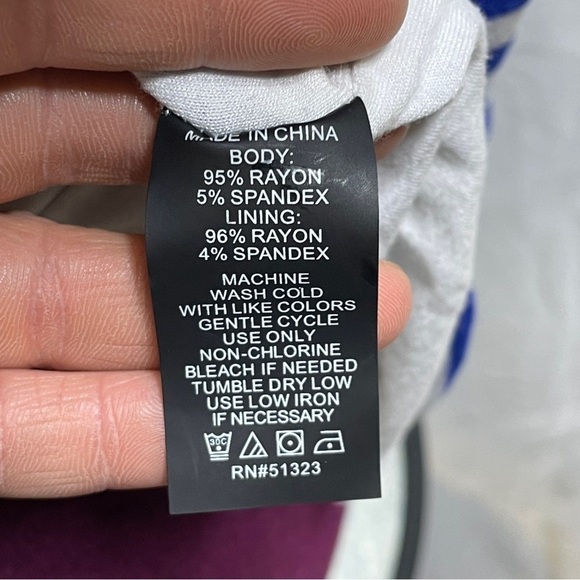 MADE IN CHINA
BODY:
95% RAYON
5% SPANDEX
LINING:
96% RAYON
4% SPANDEX
MACHINE
WASH COLD
WITH LIKE COLORS
GENTLE CYCLE
USE ONLY
NON-CHLORINE
BLEACH IF NEEDED
TUMBLE DRY LOW
USE LOW IRON
IF NECESSARY
30C
RN#51323